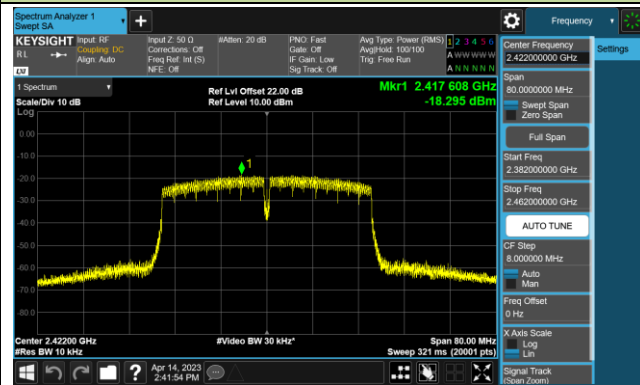 Spectrum Analyzer 1
Swept SA
+
Frequency
KEYSIGHT
RL
LXI
Input: RF
Coupling: DC
Align: Auto
Input Z: 50 Ω
Corrections: Off
Freq Ref: Int (S)
NFE: Off
#Atten: 20 dB
PNO: Fast
Gate: Off
IF Gain: Low
Sig Track: Off
Avg Type: Power (RMS)
Avg|Hold: 100/100
Trig: Free Run
1 2 3 4 5 6
A W W W W W
A N N N N N
1 Spectrum
Scale/Div 10 dB
Ref Lvl Offset 22.00 dB
Ref Level 10.00 dBm
Mkr1 2.417 608 GHz
-18.295 dBm
Log
0.00
-10.0
-20.0
-30.0
-40.0
-50.0
-60.0
-70.0
-80.0
1
Center 2.42200 GHz
#Res BW 10 kHz
#Video BW 30 kHz*
Span 80.00 MHz
Sweep 321 ms (20001 pts)
Apr 14, 2023
2:41:54 PM
?
Center Frequency
2.422000000 GHz
Settings
Span
80.0000000 MHz
Swept Span
Zero Span
Full Span
Start Freq
2.382000000 GHz
Stop Freq
2.462000000 GHz
AUTO TUNE
CF Step
8.000000 MHz
Auto
Man
Freq Offset
0 Hz
X Axis Scale
Log
Lin
Signal Track
(Span Zoom)